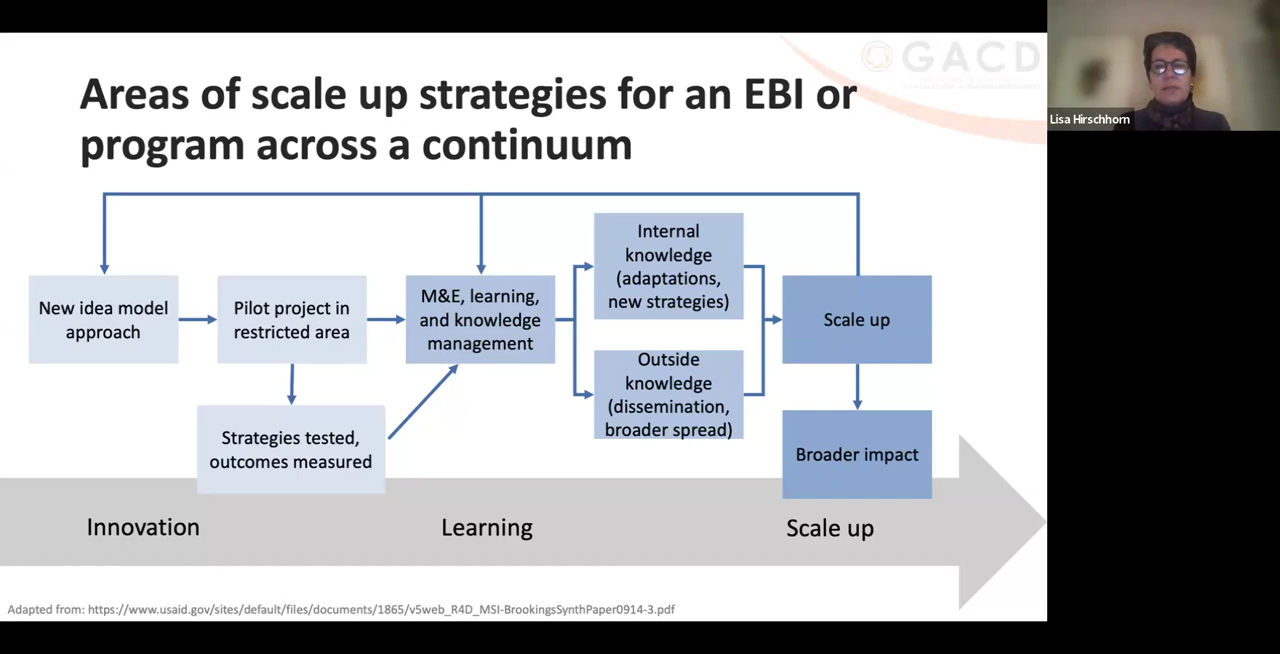 GACD
Areas of scale up strategies for an EBI or
program across a continuum
Lisa Hirschhorn
New idea model
approach
Pilot project in
restricted area
Strategies tested,
outcomes measured
M&E, learning,
and knowledge
management
Internal
knowledge
(adaptations,
new strategies)
Outside
knowledge
(dissemination,
broader spread)
Scale up
Broader impact
Innovation
Learning
Scale up
Adapted from: https://www.usaid.gov/sites/default/files/documents/1865/v5web_R4D_MSI-BrookingsSynthPaper0914-3.pdf